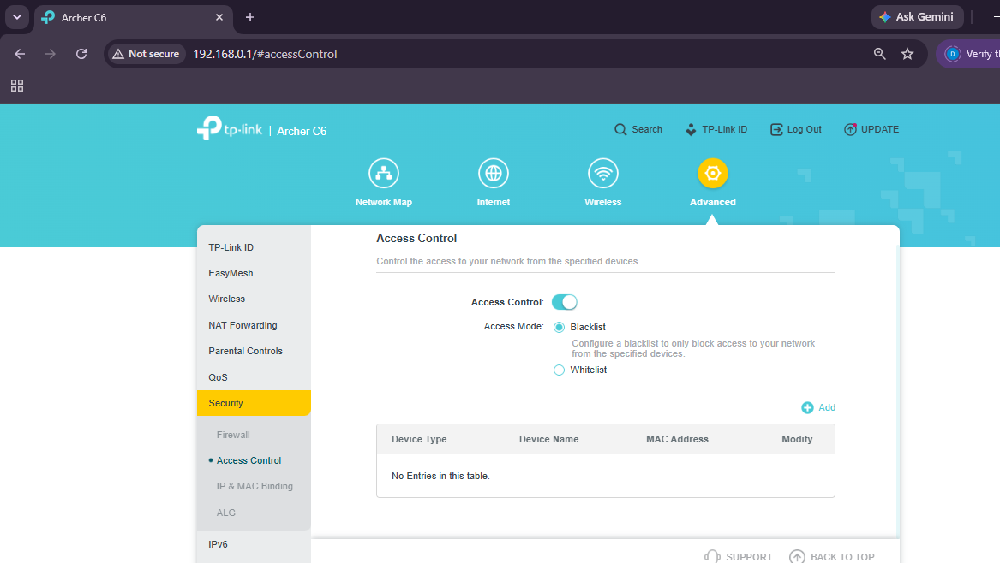 Archer C6
Ask Gemini
Not secure 192.168.0.1/#accessControl
D Verify th
tp-link | Archer C6
Search TP-Link ID Log Out UPDATE
Network Map Internet Wireless Advanced
TP-Link ID
EasyMesh
Wireless
NAT Forwarding
Parental Controls
QoS
Security
Firewall
Access Control
IP & MAC Binding
ALG
IPv6
Access Control
Control the access to your network from the specified devices.
Access Control:
Access Mode: Blacklist
Configure a blacklist to only block access to your network
from the specified devices.
Whitelist
Add
Device Type Device Name MAC Address Modify
No Entries in this table.
SUPPORT BACK TO TOP